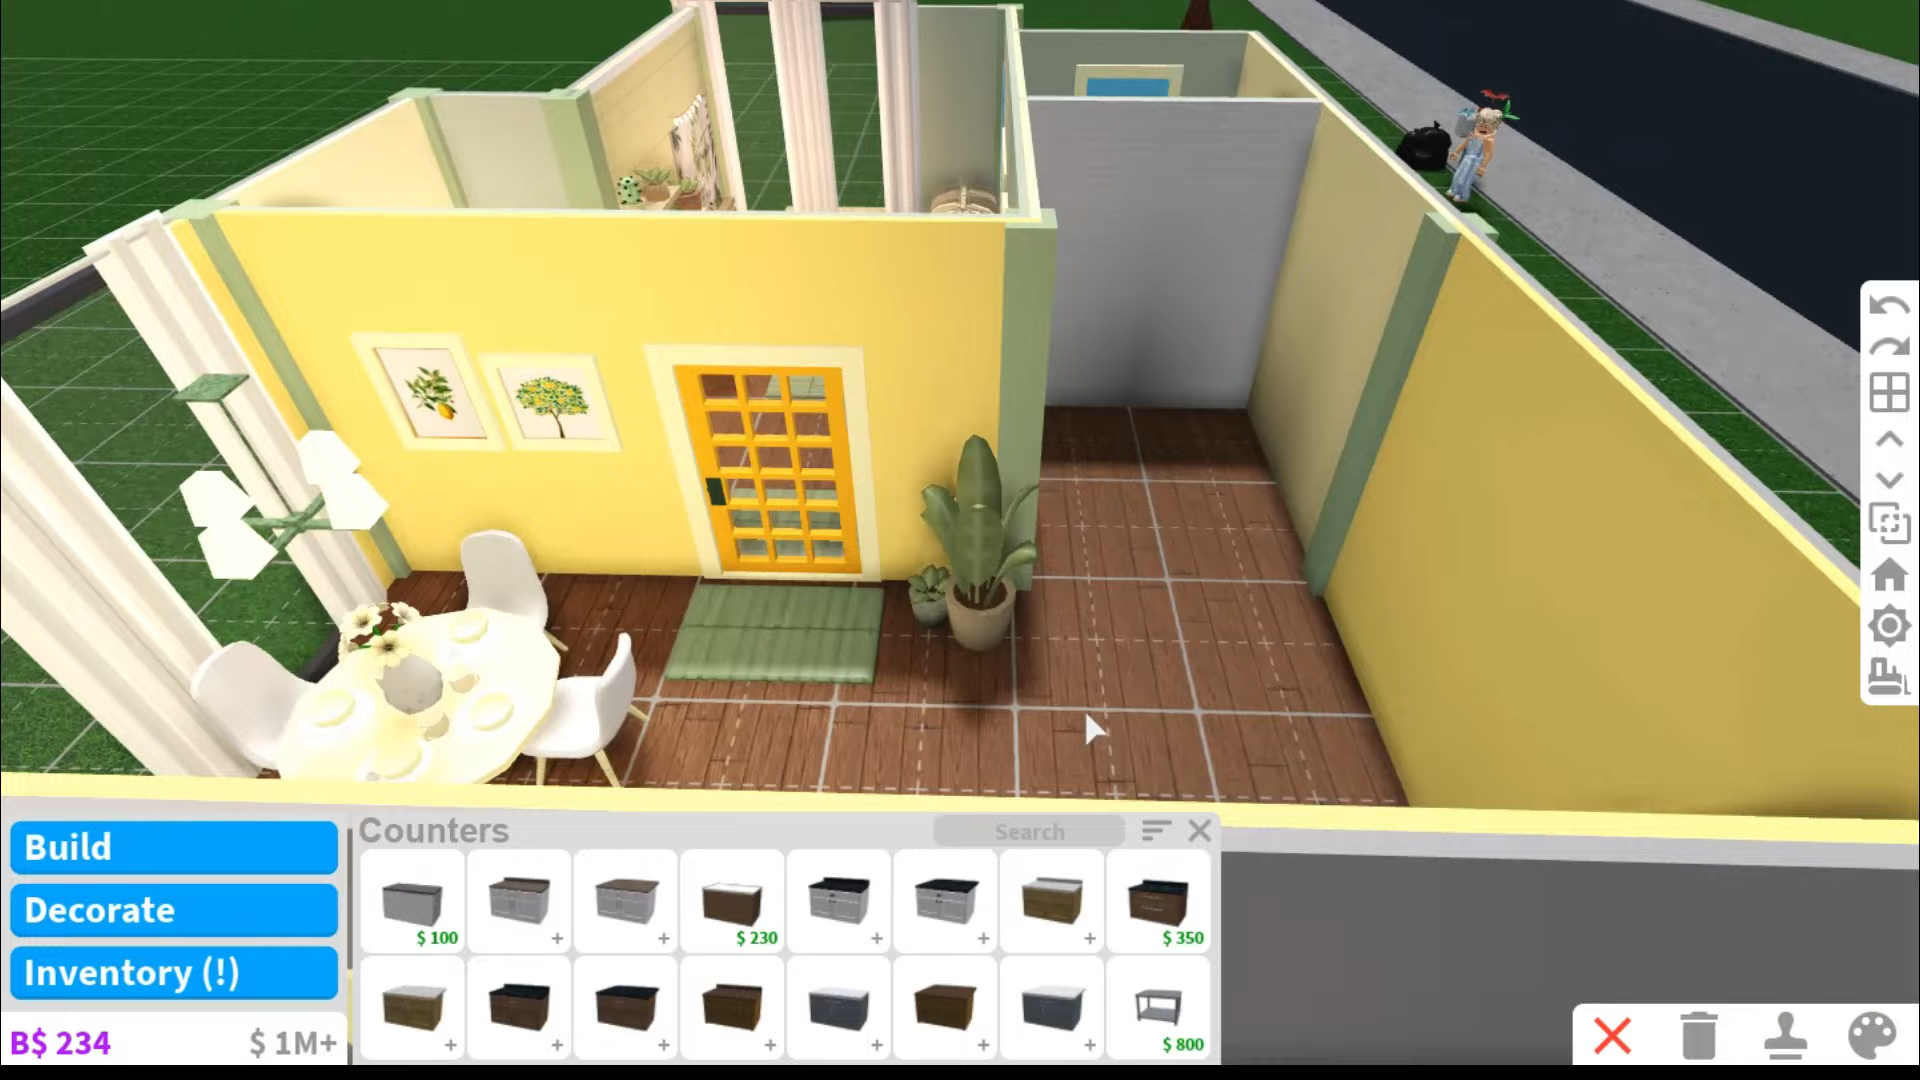 Counters
Search
Build
Decorate
Inventory (!)
B$ 234
$ 1M+
$ 100
+
+
$ 230
+
+
+
$ 350
+
+
+
+
+
+
+
$ 800